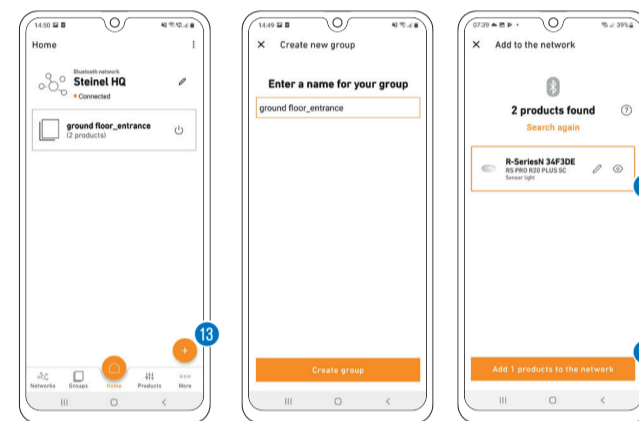 14:50
Home
Bluetooth network
Steinel HQ
Connected
ground floor_entrance
(2 products)
13
+
Networks
Groups
Home
Products
More
14:49
Create new group
Enter a name for your group
ground floor_entrance
Create group
07:39
39%
Add to the network
2 products found
?
Search again
R-SeriesN 34F3DE
RS PRO R20 PLUS SC
Sensor light
Add 1 products to the network